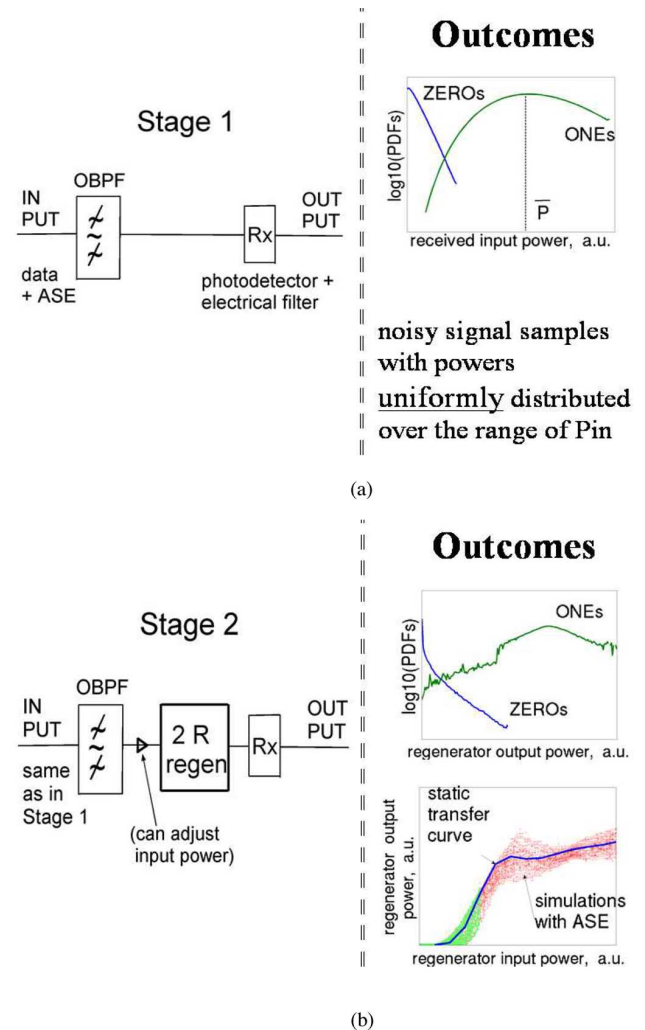 Outcomes
Stage 1
IN
PUT
OBPF
OUT
PUT
Rx
data
+ ASE
photodetector +
electrical filter
log10(PDFs)
ZEROs
ONEs
P
received input power, a.u.
noisy signal samples
with powers
uniformly distributed
over the range of Pin
(a)
Outcomes
Stage 2
IN
PUT
OBPF
2 R
regen
Rx
OUT
PUT
same
as in
Stage 1
(can adjust
input power)
log10(PDFs)
ONEs
ZEROs
regenerator output power, a.u.
regenerator output
power, a.u.
static
transfer
curve
simulations
with ASE
regenerator input power, a.u.
(b)